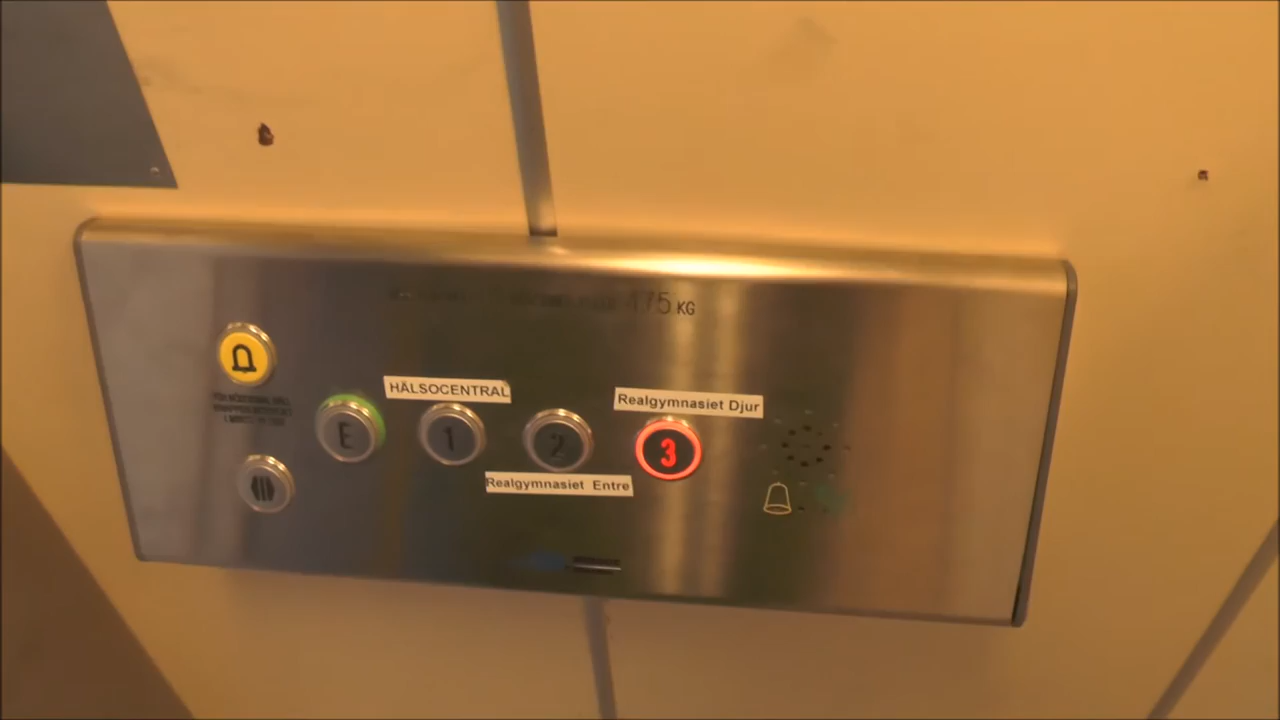 475 KG
HÄLSOCENTRAL
Realgymnasiet Djur
E
1
2
3
Realgymnasiet Entre